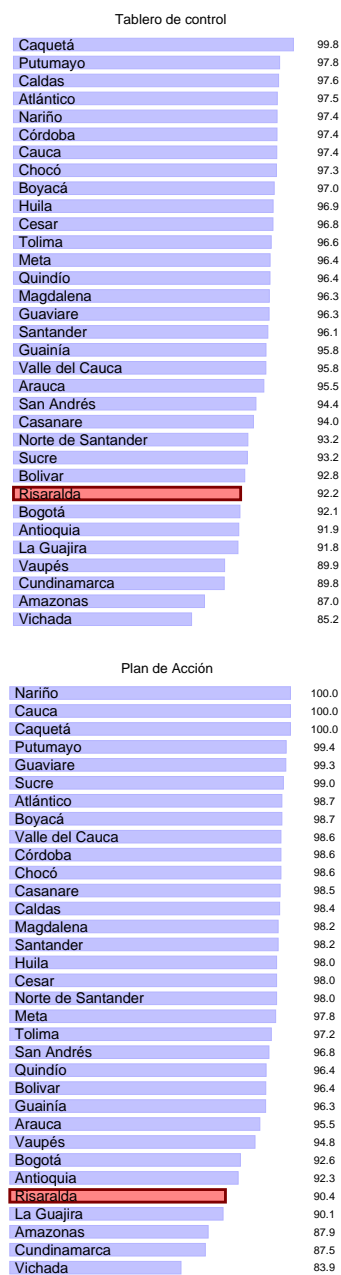 Tablero de control
Caquetá 99.8
Putumayo 97.8
Caldas 97.6
Atlántico 97.5
Nariño 97.4
Córdoba 97.4
Cauca 97.4
Chocó 97.3
Boyacá 97.0
Huila 96.9
Cesar 96.8
Tolima 96.6
Meta 96.4
Quindío 96.4
Magdalena 96.3
Guaviare 96.3
Santander 96.1
Guainía 95.8
Valle del Cauca 95.8
Arauca 95.5
San Andrés 94.4
Casanare 94.0
Norte de Santander 93.2
Sucre 93.2
Bolivar 92.8
Risaralda 92.2
Bogotá 92.1
Antioquia 91.9
La Guajira 91.8
Vaupés 89.9
Cundinamarca 89.8
Amazonas 87.0
Vichada 85.2
Plan de Acción
Nariño 100.0
Cauca 100.0
Caquetá 100.0
Putumayo 99.4
Guaviare 99.3
Sucre 99.0
Atlántico 98.7
Boyacá 98.7
Valle del Cauca 98.6
Córdoba 98.6
Chocó 98.6
Casanare 98.5
Caldas 98.4
Magdalena 98.2
Santander 98.2
Huila 98.0
Cesar 98.0
Norte de Santander 98.0
Meta 97.8
Tolima 97.2
San Andrés 96.8
Quindío 96.4
Bolivar 96.4
Guainía 96.3
Arauca 95.5
Vaupés 94.8
Bogotá 92.6
Antioquia 92.3
Risaralda 90.4
La Guajira 90.1
Amazonas 87.9
Cundinamarca 87.5
Vichada 83.9